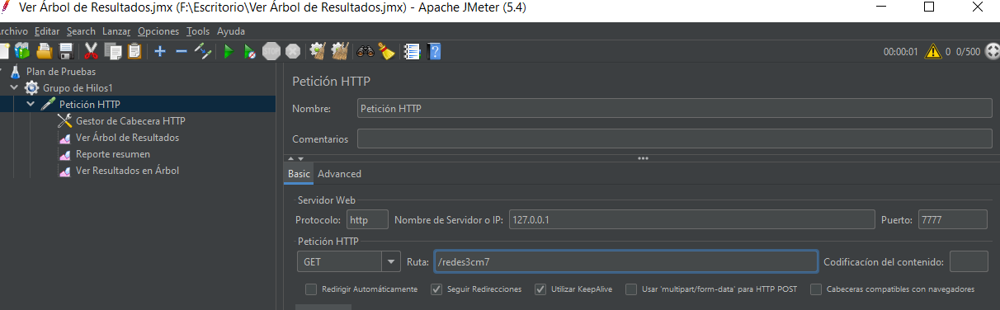 Ver Árbol de Resultados.jmx (F:\Escritorio\Ver Árbol de Resultados.jmx) - Apache JMeter (5.4)
Archivo Editar Search Lanzar Opciones Tools Ayuda
STOP 00:00:01 0 0/500
Plan de Pruebas
Grupo de Hilos1
Petición HTTP
Gestor de Cabecera HTTP
Ver Árbol de Resultados
Reporte resumen
Ver Resultados en Árbol
Petición HTTP
Nombre: Petición HTTP
Comentarios
Basic Advanced
Servidor Web
Protocolo: http Nombre de Servidor o IP: 127.0.0.1 Puerto: 7777
Petición HTTP
GET Ruta: /redes3cm7 Codificacíon del contenido:
Redirigir Automáticamente Seguir Redirecciones Utilizar KeepAlive Usar 'multipart/form-data' para HTTP POST Cabeceras compatibles con navegadores